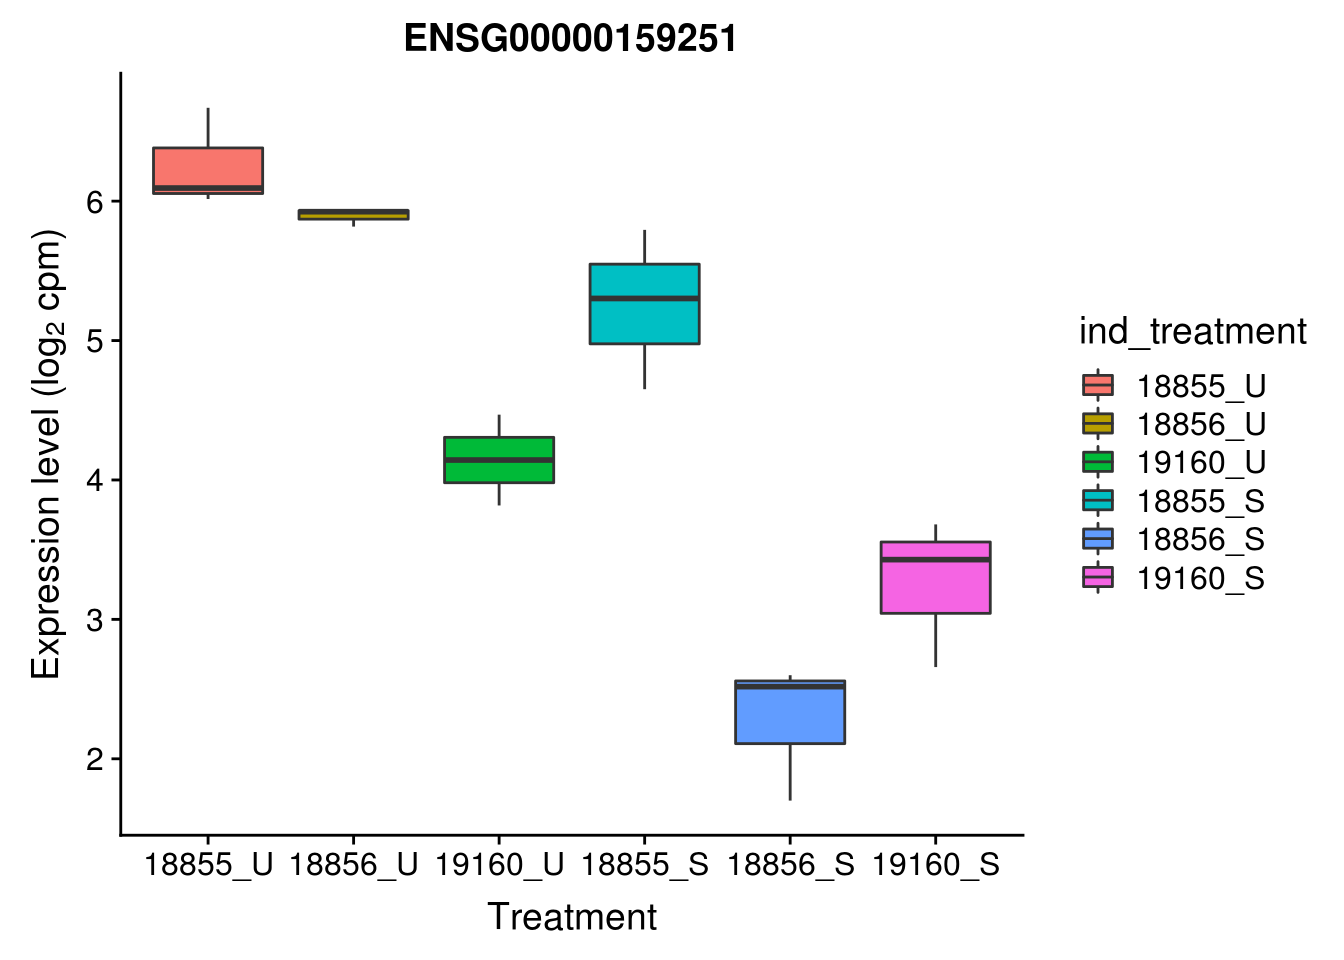 ENSG00000159251
Expression level (log₂ cpm)
6
5
4
3
2
18855_U 18856_U 19160_U 18855_S 18856_S 19160_S
Treatment
ind_treatment
18855_U
18856_U
19160_U
18855_S
18856_S
19160_S